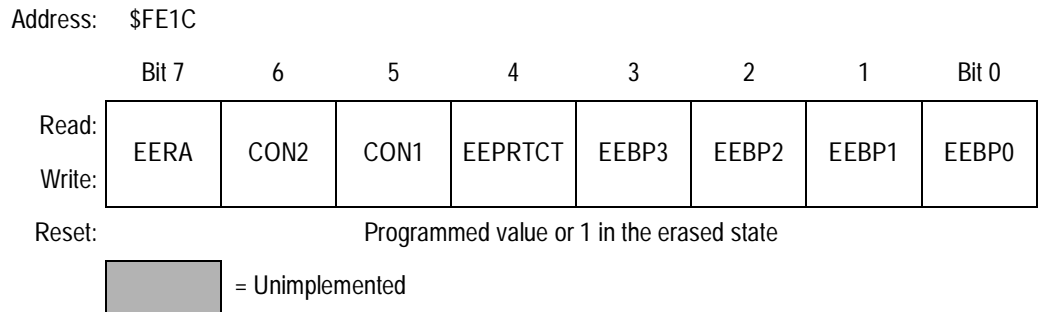 Address: $FE1C
Bit 7 6 5 4 3 2 1 Bit 0
Read:
EERA CON2 CON1 EEPRTCT EEBP3 EEBP2 EEBP1 EEBP0
Write:
Reset: Programmed value or 1 in the erased state
= Unimplemented